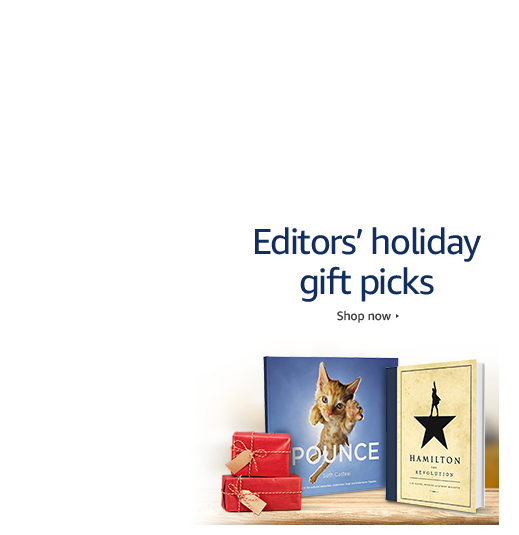 Editors’ holiday
gift picks
Shop now ‣
POUNCE
Seth Casteel
HAMILTON
THE
REVOLUTION